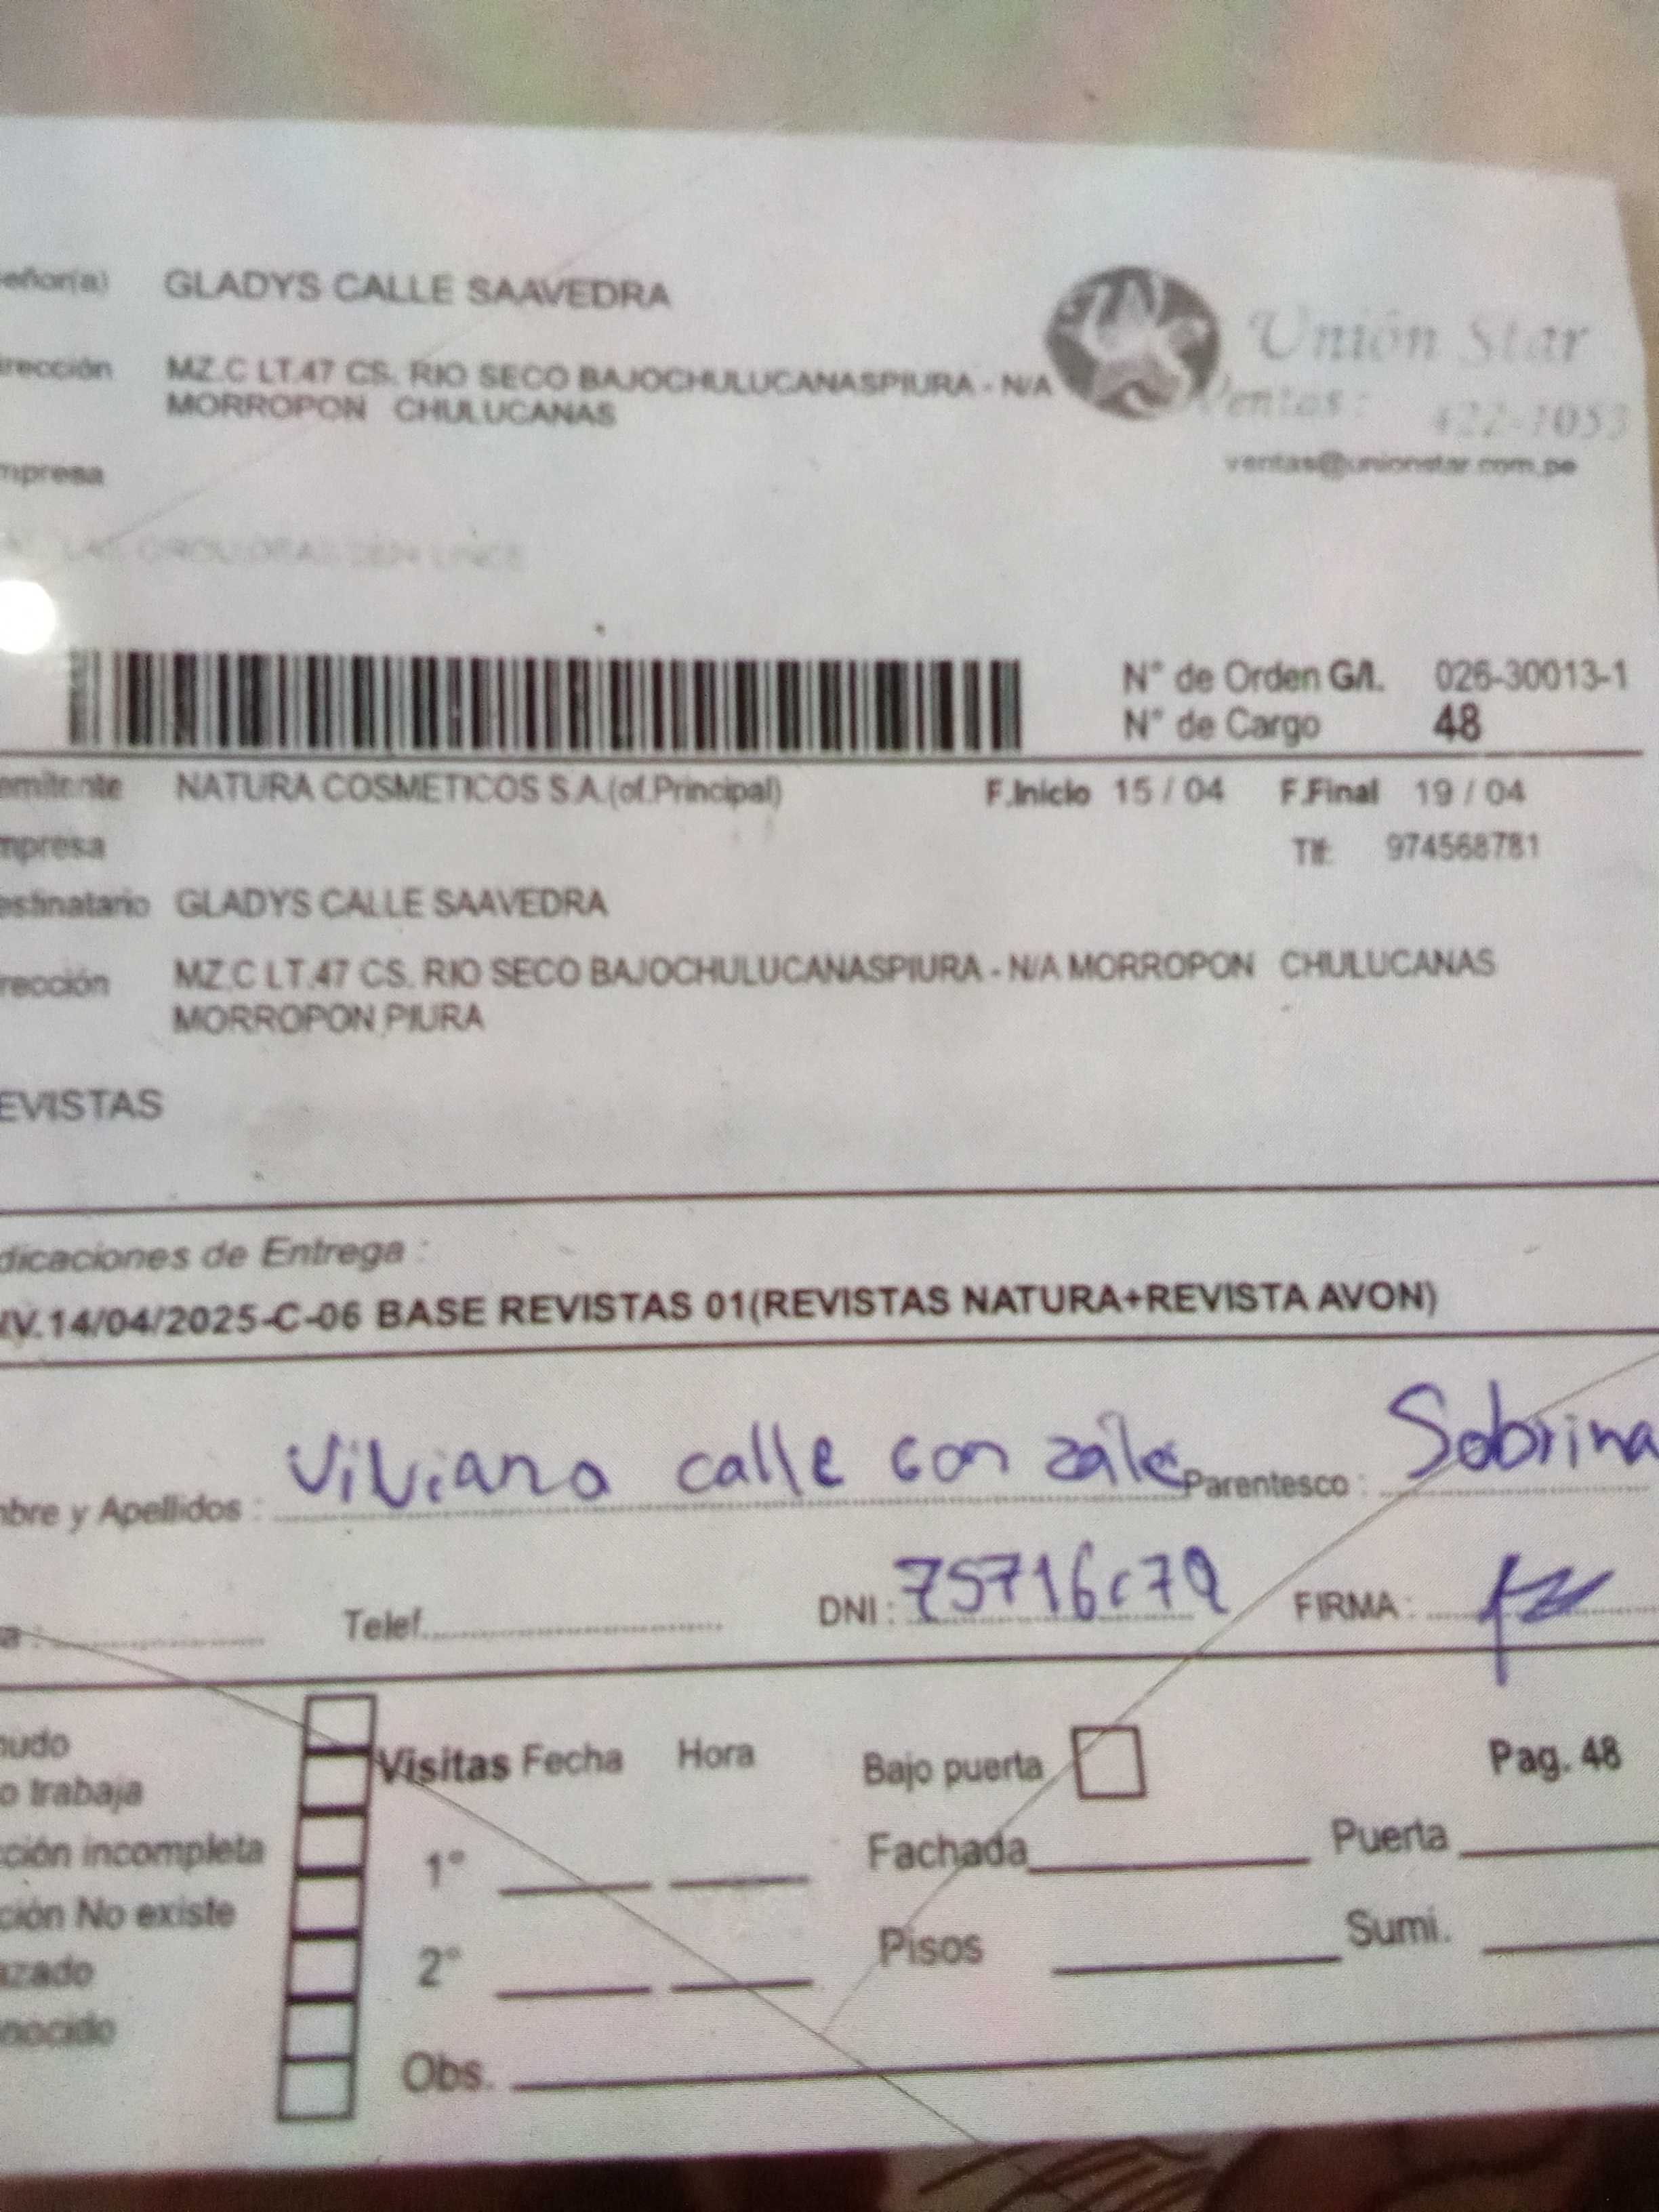 eñor(a) GLADYS CALLE SAAVEDRA
rección MZ.C LT.47 CS. RIO SECO BAJOCHULUCANASPIURA - N/A
MORROPON CHULUCANAS
Unión Star
Ventas: 422-1053
ventas@unionstar.com.pe
mpresa
N° de Orden G/I. 026-30013-1
N° de Cargo 48
emitente NATURA COSMETICOS S.A.(of.Principal) F.Inicio 15 / 04 F.Final 19 / 04
mpresa Tlf: 974568781
estinatario GLADYS CALLE SAAVEDRA
rección MZ.C LT.47 CS. RIO SECO BAJOCHULUCANASPIURA - N/A MORROPON CHULUCANAS
MORROPON PIURA
EVISTAS
dicaciones de Entrega :
V.14/04/2025-C-06 BASE REVISTAS 01(REVISTAS NATURA+REVISTA AVON)
bre y Apellidos : Viviana calle Gon zale Parentesco : Sobrina
a : Telef. DNI : FIRMA :
udo
o trabaja
ción incompleta
ción No existe
azado
nocido
Visitas Fecha Hora
1°
2°
Obs.
Bajo puerta Pag. 48
Fachada Puerta
Pisos Sumi.